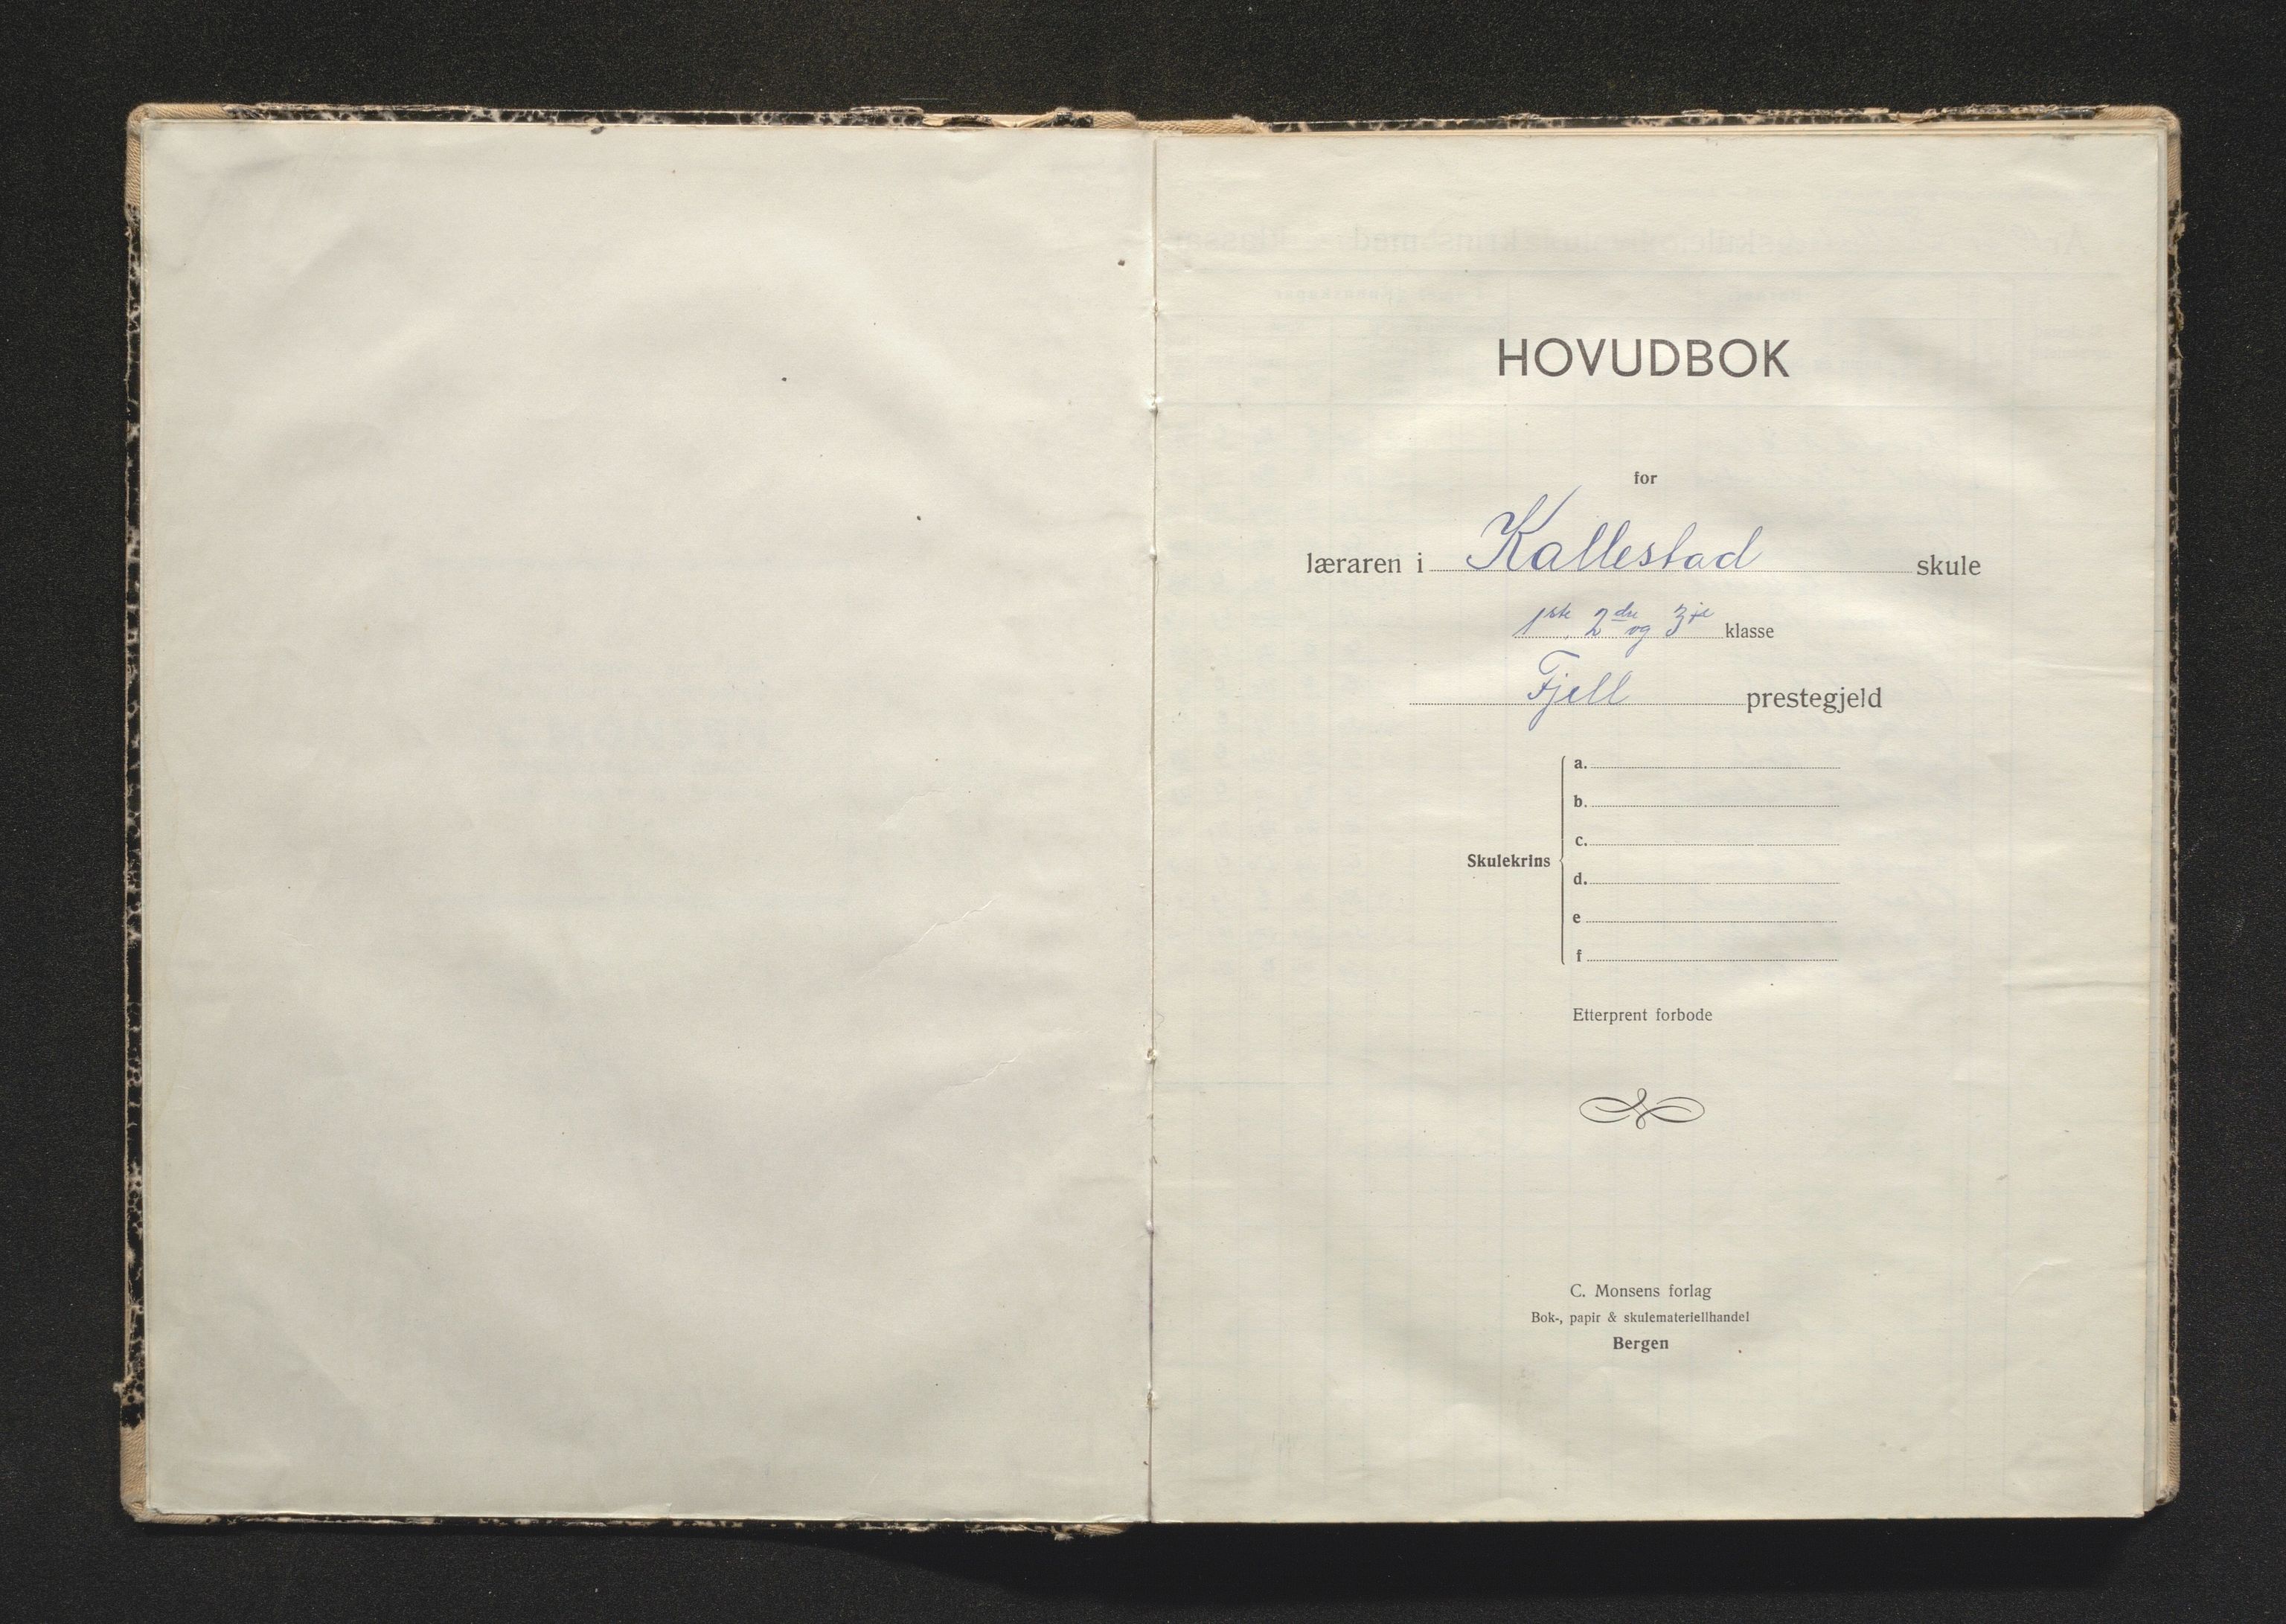 HOVUDBOK
for
læraren i Kallestad skule
1ste, 2dre og 3je klasse
Fjell prestegjeld
Skulekrins
a.
b.
c.
d.
e
f
Etterprent forbode
C. Monsens forlag
Bok-, papir & skulemateriellhandel
Bergen